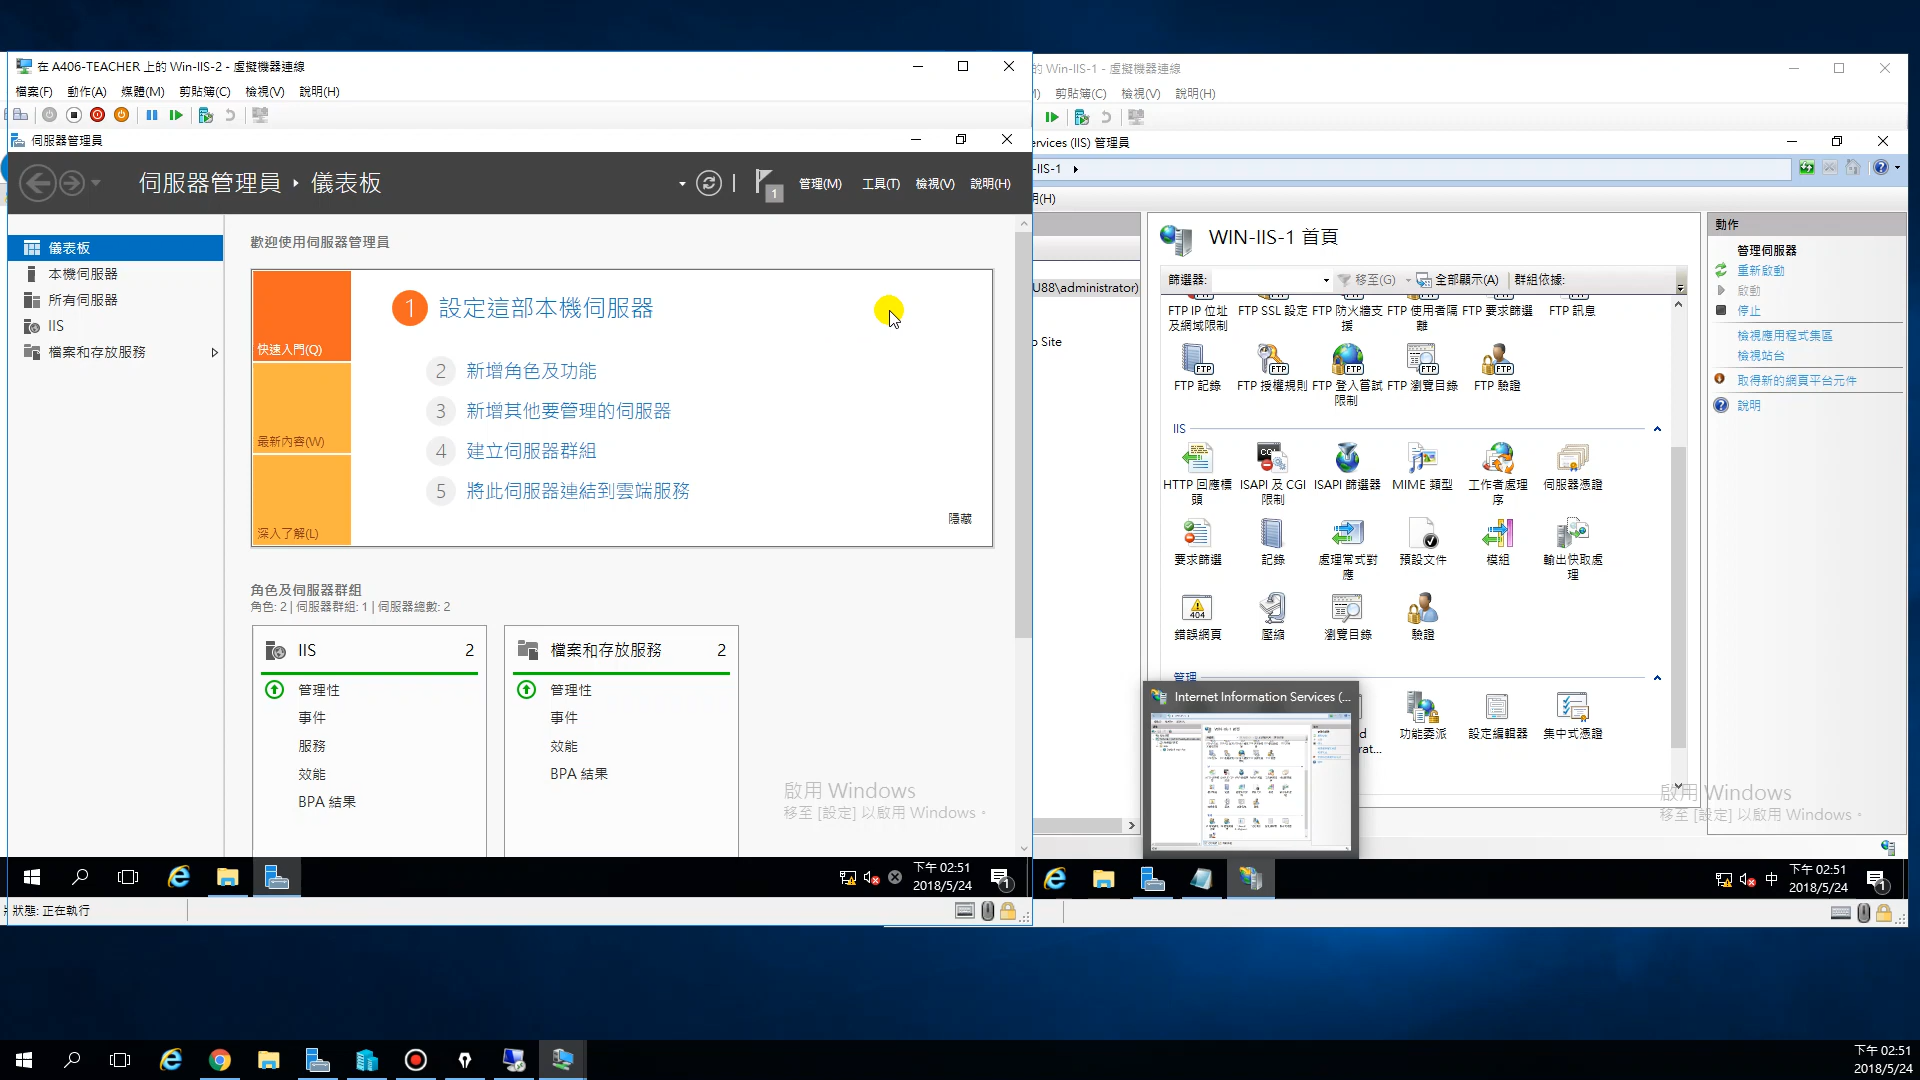 在 A406-TEACHER 上的 Win-IIS-2 - 虛擬機器連線
檔案(F) 動作(A) 媒體(M) 剪貼簿(C) 檢視(V) 說明(H)
伺服器管理員
伺服器管理員 ‣ 儀表板
1
管理(M) 工具(T) 檢視(V) 說明(H)
儀表板
本機伺服器
所有伺服器
IIS
檔案和存放服務
歡迎使用伺服器管理員
快速入門(Q)
最新內容(W)
深入了解(L)
1 設定這部本機伺服器
2 新增角色及功能
3 新增其他要管理的伺服器
4 建立伺服器群組
5 將此伺服器連結到雲端服務
隱藏
角色及伺服器群組
角色: 2 | 伺服器群組: 1 | 伺服器總數: 2
IIS 2
管理性
事件
服務
效能
BPA 結果
檔案和存放服務 2
管理性
事件
效能
BPA 結果
啟用 Windows
移至 [設定] 以啟用 Windows。
下午 02:51
2018/5/24
1
狀態: 正在執行
的 Win-IIS-1 - 虛擬機器連線
剪貼簿(C) 檢視(V) 說明(H)
ervices (IIS) 管理員
-IIS-1
(H)
U88\administrator)
Site
WIN-IIS-1 首頁
篩選器: 移至(G) 全部顯示(A) 群組依據:
FTP IP 位址及網域限制
FTP SSL 設定
FTP 防火牆支援
FTP 使用者隔離
FTP 要求篩選
FTP 訊息
FTP 記錄
FTP 授權規則
FTP 登入嘗試限制
FTP 瀏覽目錄
FTP 驗證
IIS
HTTP 回應標頭
ISAPI 及 CGI 限制
ISAPI 篩選器
MIME 類型
工作者處理序
伺服器憑證
要求篩選
記錄
處理常式對應
預設文件
模組
輸出快取處理
錯誤網頁
壓縮
瀏覽目錄
驗證
管理
功能委派
設定編輯器
集中式憑證
Internet Information Services (...
動作
管理伺服器
重新啟動
啟動
停止
檢視應用程式集區
檢視站台
取得新的網頁平台元件
說明
啟用 Windows
移至 [設定] 以啟用 Windows。
中
下午 02:51
2018/5/24
1
下午 02:51
2018/5/24